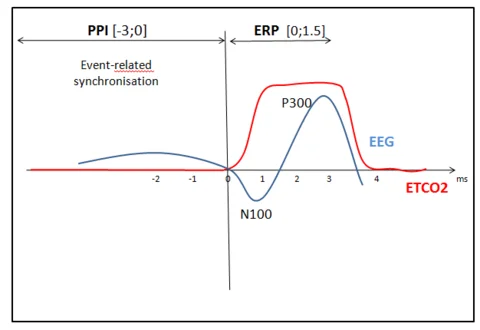 PPI [-3;0]
ERP [0;1.5]
Event-related
synchronisation
P300
EEG
-2 -1 0 1 2 3 4 ms
ETCO2
N100